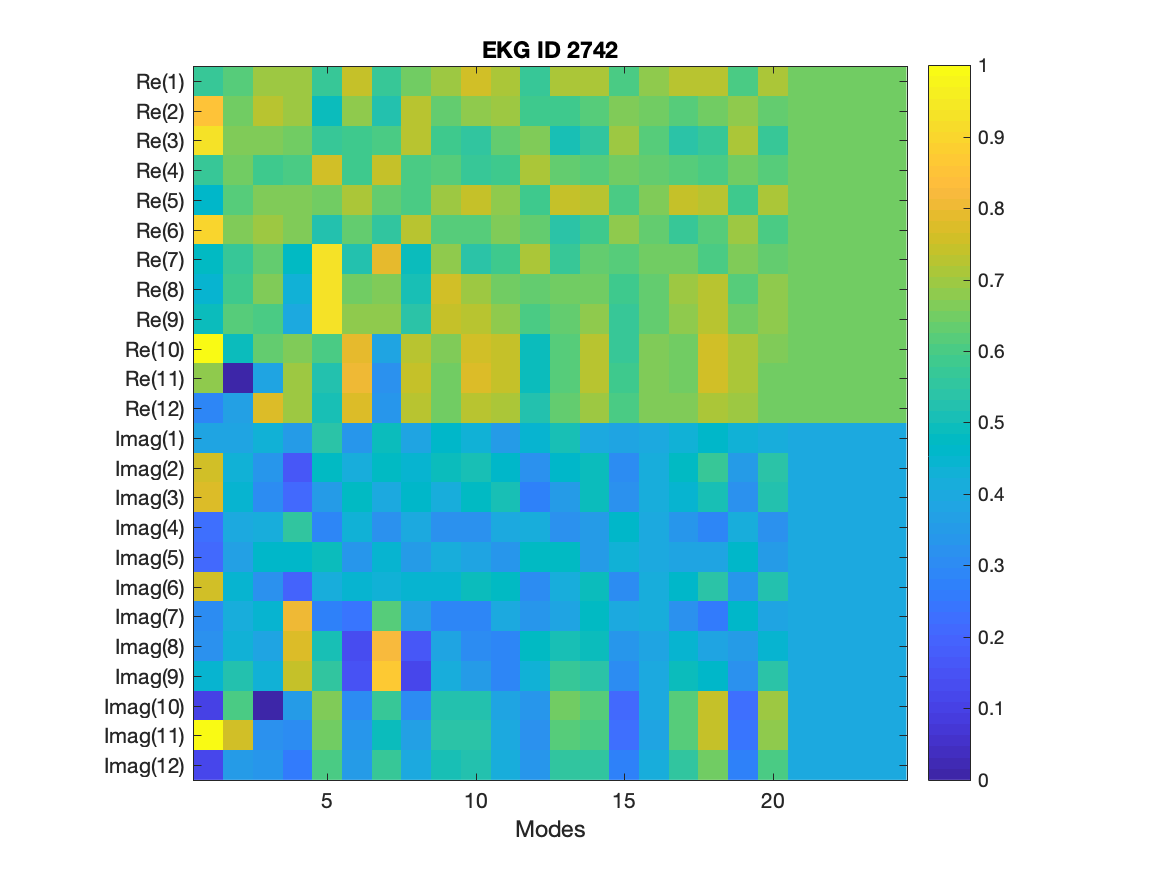 EKG ID 2742
Re(1)
Re(2)
Re(3)
Re(4)
Re(5)
Re(6)
Re(7)
Re(8)
Re(9)
Re(10)
Re(11)
Re(12)
Imag(1)
Imag(2)
Imag(3)
Imag(4)
Imag(5)
Imag(6)
Imag(7)
Imag(8)
Imag(9)
Imag(10)
Imag(11)
Imag(12)
5 10 15 20
Modes
1
0.9
0.8
0.7
0.6
0.5
0.4
0.3
0.2
0.1
0